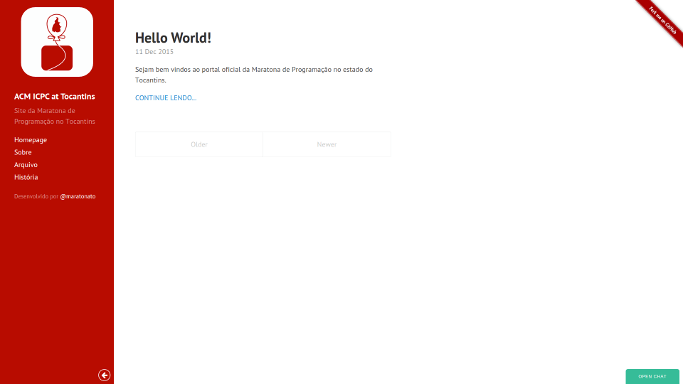 ACM ICPC at Tocantins
Site da Maratona de
Programação no Tocantins
Homepage
Sobre
Arquivo
História
Desenvolvido por @maratonato
Hello World!
11 Dec 2015
Sejam bem vindos ao portal oficial da Maratona de Programação no estado do
Tocantins.
CONTINUE LENDO...
Older
Newer
Fork me on GitHub
OPEN CHAT